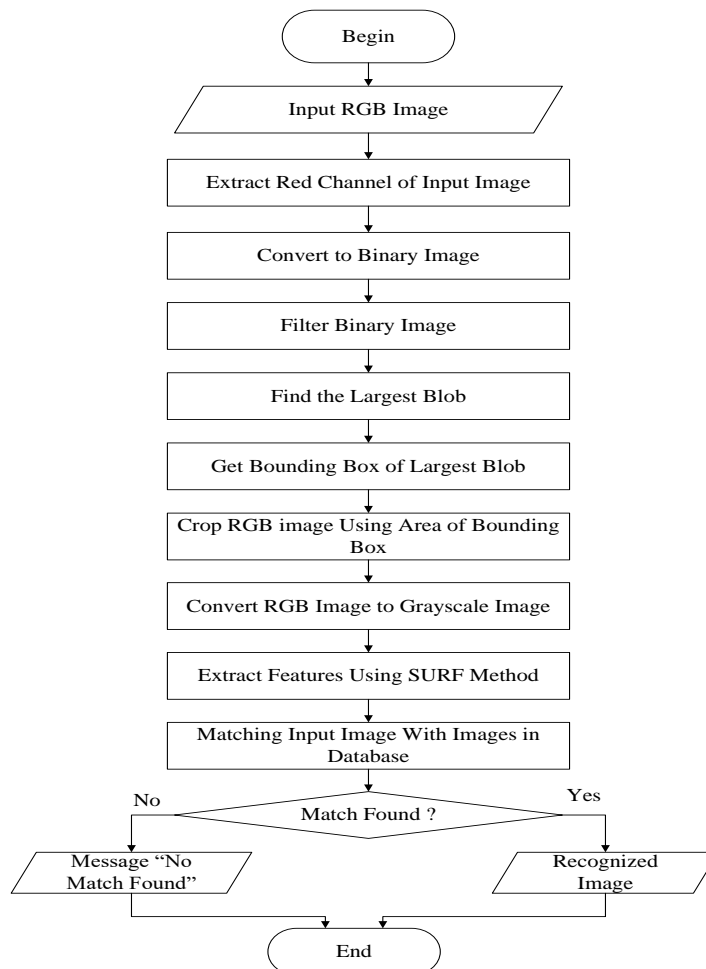 Begin
Input RGB Image
Extract Red Channel of Input Image
Convert to Binary Image
Filter Binary Image
Find the Largest Blob
Get Bounding Box of Largest Blob
Crop RGB image Using Area of Bounding
Box
Convert RGB Image to Grayscale Image
Extract Features Using SURF Method
Matching Input Image With Images in
Database
No
Match Found ?
Yes
Message “No
Match Found”
Recognized
Image
End